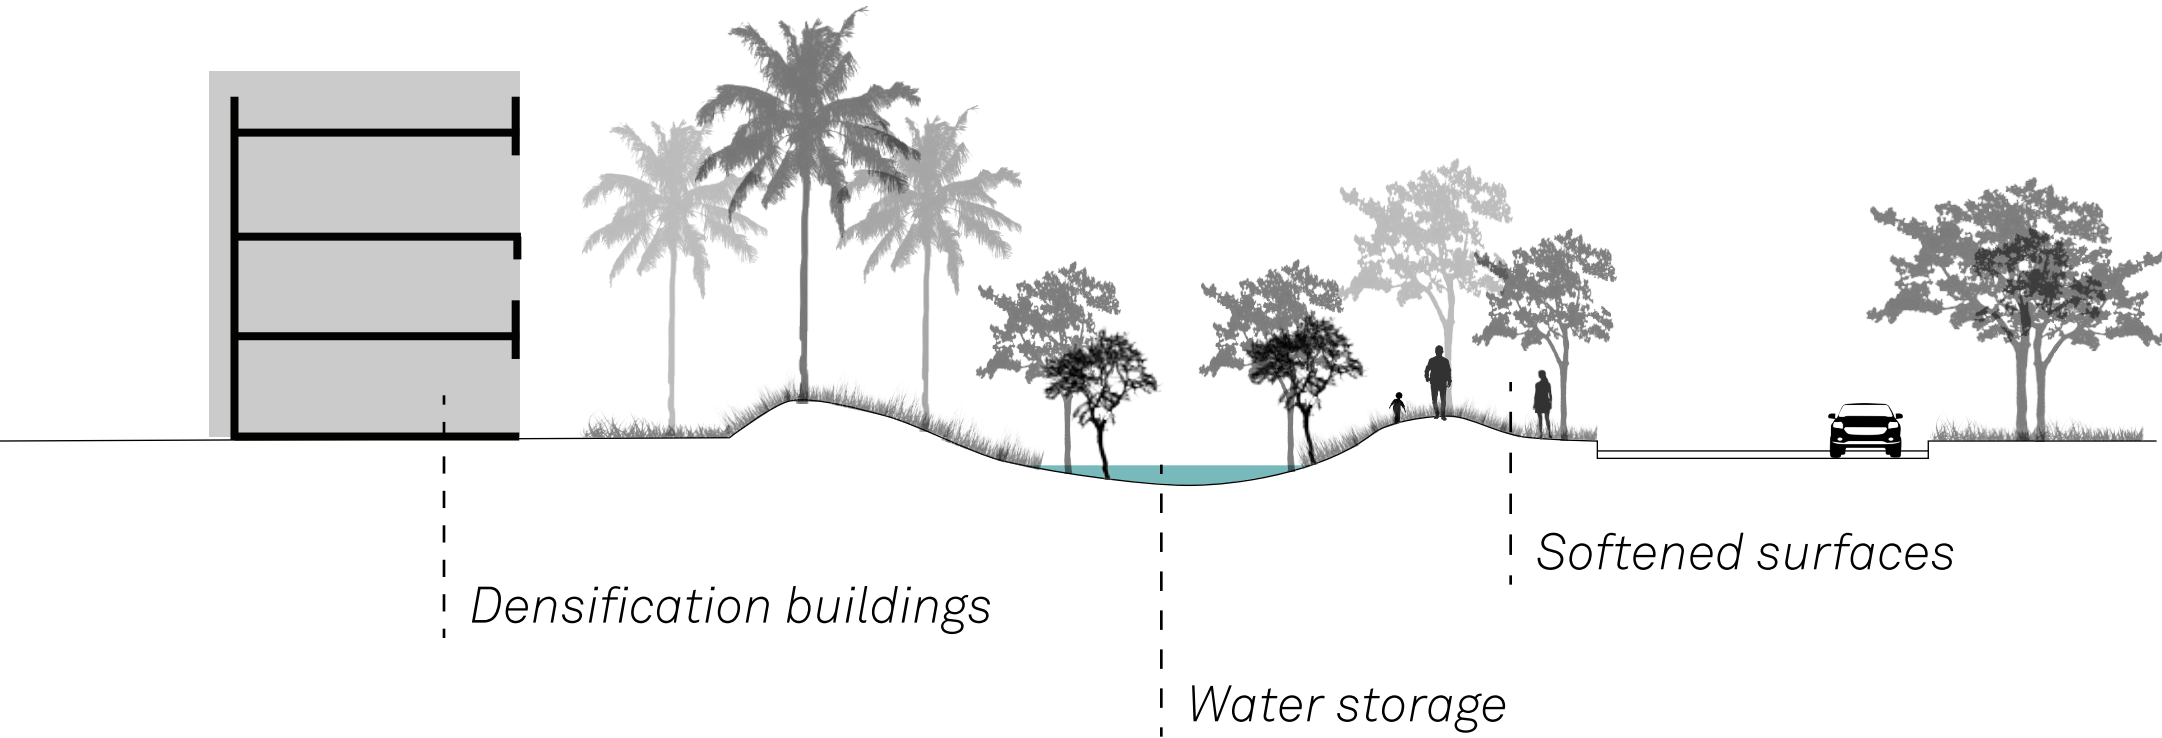 Softened surfaces
Densification buildings
Water storage